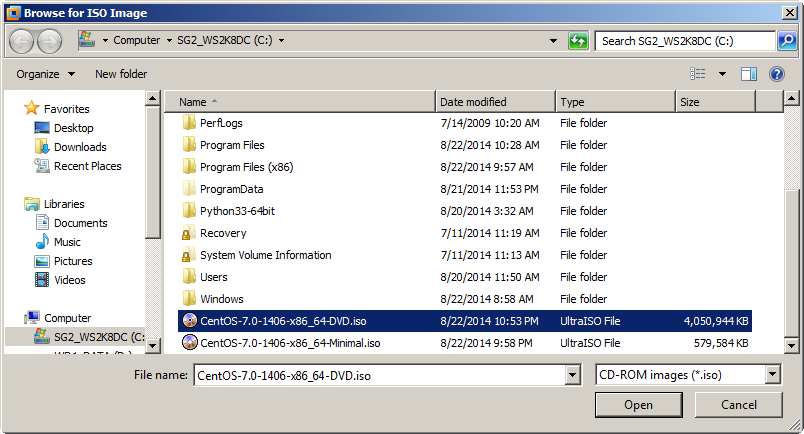 Browse for ISO Image
Computer SG2_WS2K8DC (C:) Search SG2_WS2K8DC (C:)
Organize New folder
Favorites
Desktop
Downloads
Recent Places
Libraries
Documents
Music
Pictures
Videos
Computer
SG2_WS2K8DC (C:
WD1_DATA (D:)
Name Date modified Type Size
PerfLogs 7/14/2009 10:20 AM File folder
Program Files 8/22/2014 10:28 AM File folder
Program Files (x86) 8/22/2014 9:57 AM File folder
ProgramData 8/21/2014 11:53 PM File folder
Python33-64bit 8/20/2014 3:32 AM File folder
Recovery 7/11/2014 11:19 AM File folder
System Volume Information 7/11/2014 11:13 AM File folder
Users 8/20/2014 11:50 AM File folder
Windows 8/22/2014 8:58 AM File folder
CentOS-7.0-1406-x86_64-DVD.iso 8/22/2014 10:53 PM UltraISO File 4,050,944 KB
CentOS-7.0-1406-x86_64-Minimal.iso 8/22/2014 9:58 PM UltraISO File 579,584 KB
File name: CentOS-7.0-1406-x86_64-DVD.iso CD-ROM images (*.iso)
Open Cancel